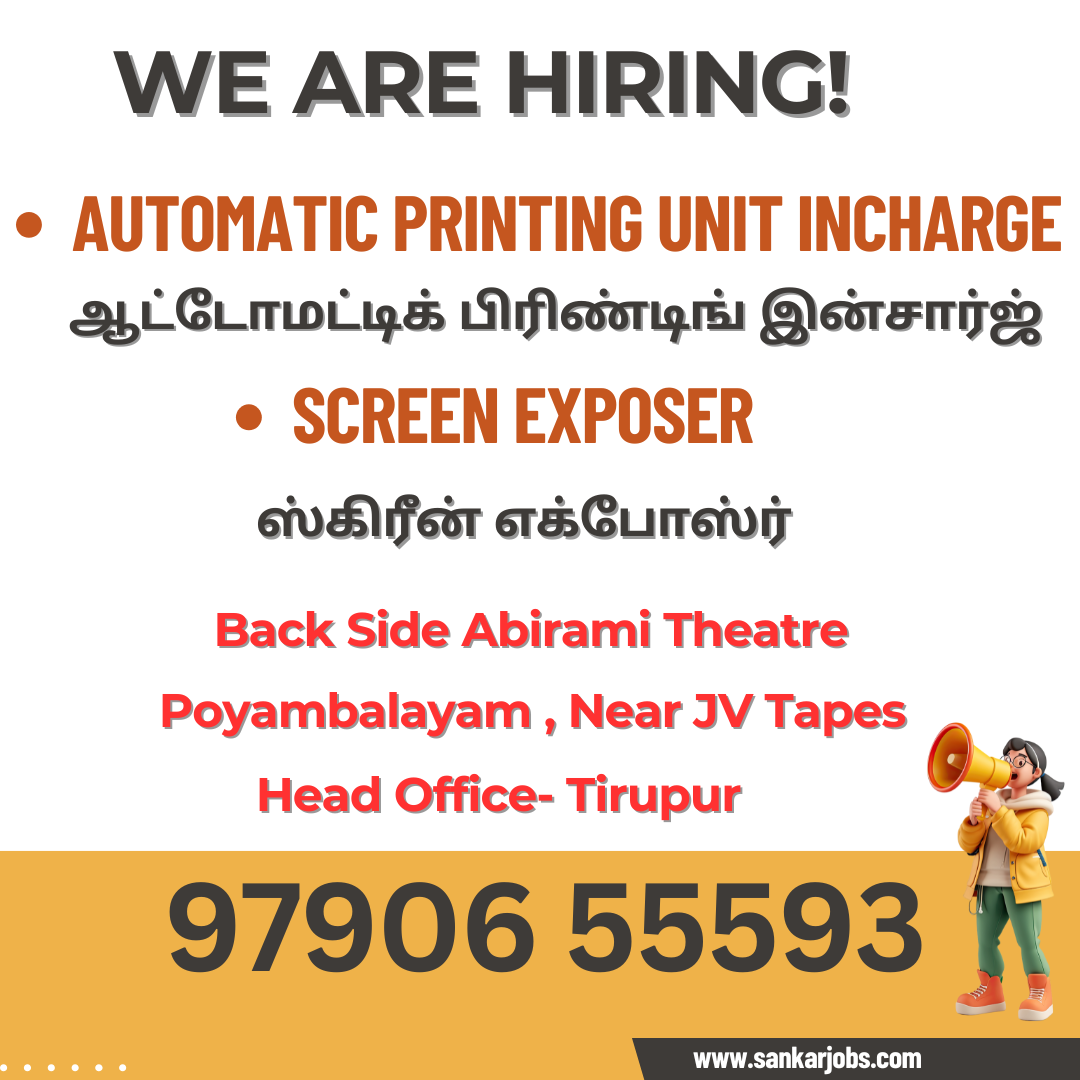 WE ARE HIRING!
• AUTOMATIC PRINTING UNIT INCHARGE
ஆட்டோமட்டிக் பிரிண்டிங் இன்சார்ஜ்
• SCREEN EXPOSER
ஸ்கிரீன் எக்போஸ்ர்
Back Side Abirami Theatre
Poyambalayam , Near JV Tapes
Head Office- Tirupur
97906 55593
www.sankarjobs.com